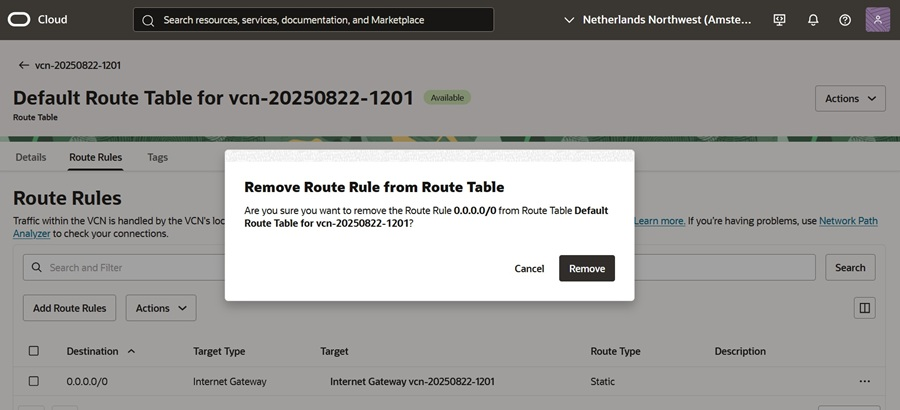 Cloud
Search resources, services, documentation, and Marketplace
Netherlands Northwest (Amste...
vcn-20250822-1201
Default Route Table for vcn-20250822-1201
Available
Actions
Route Table
Details
Route Rules
Tags
Remove Route Rule from Route Table
Are you sure you want to remove the Route Rule 0.0.0.0/0 from Route Table Default
Route Table for vcn-20250822-1201?
Cancel
Remove
Route Rules
Traffic within the VCN is handled by the VCN's loc
Learn more. If you're having problems, use Network Path
Analyzer to check your connections.
Search and Filter
Search
Add Route Rules
Actions
Destination
Target Type
Target
Route Type
Description
0.0.0.0/0
Internet Gateway
Internet Gateway vcn-20250822-1201
Static
...